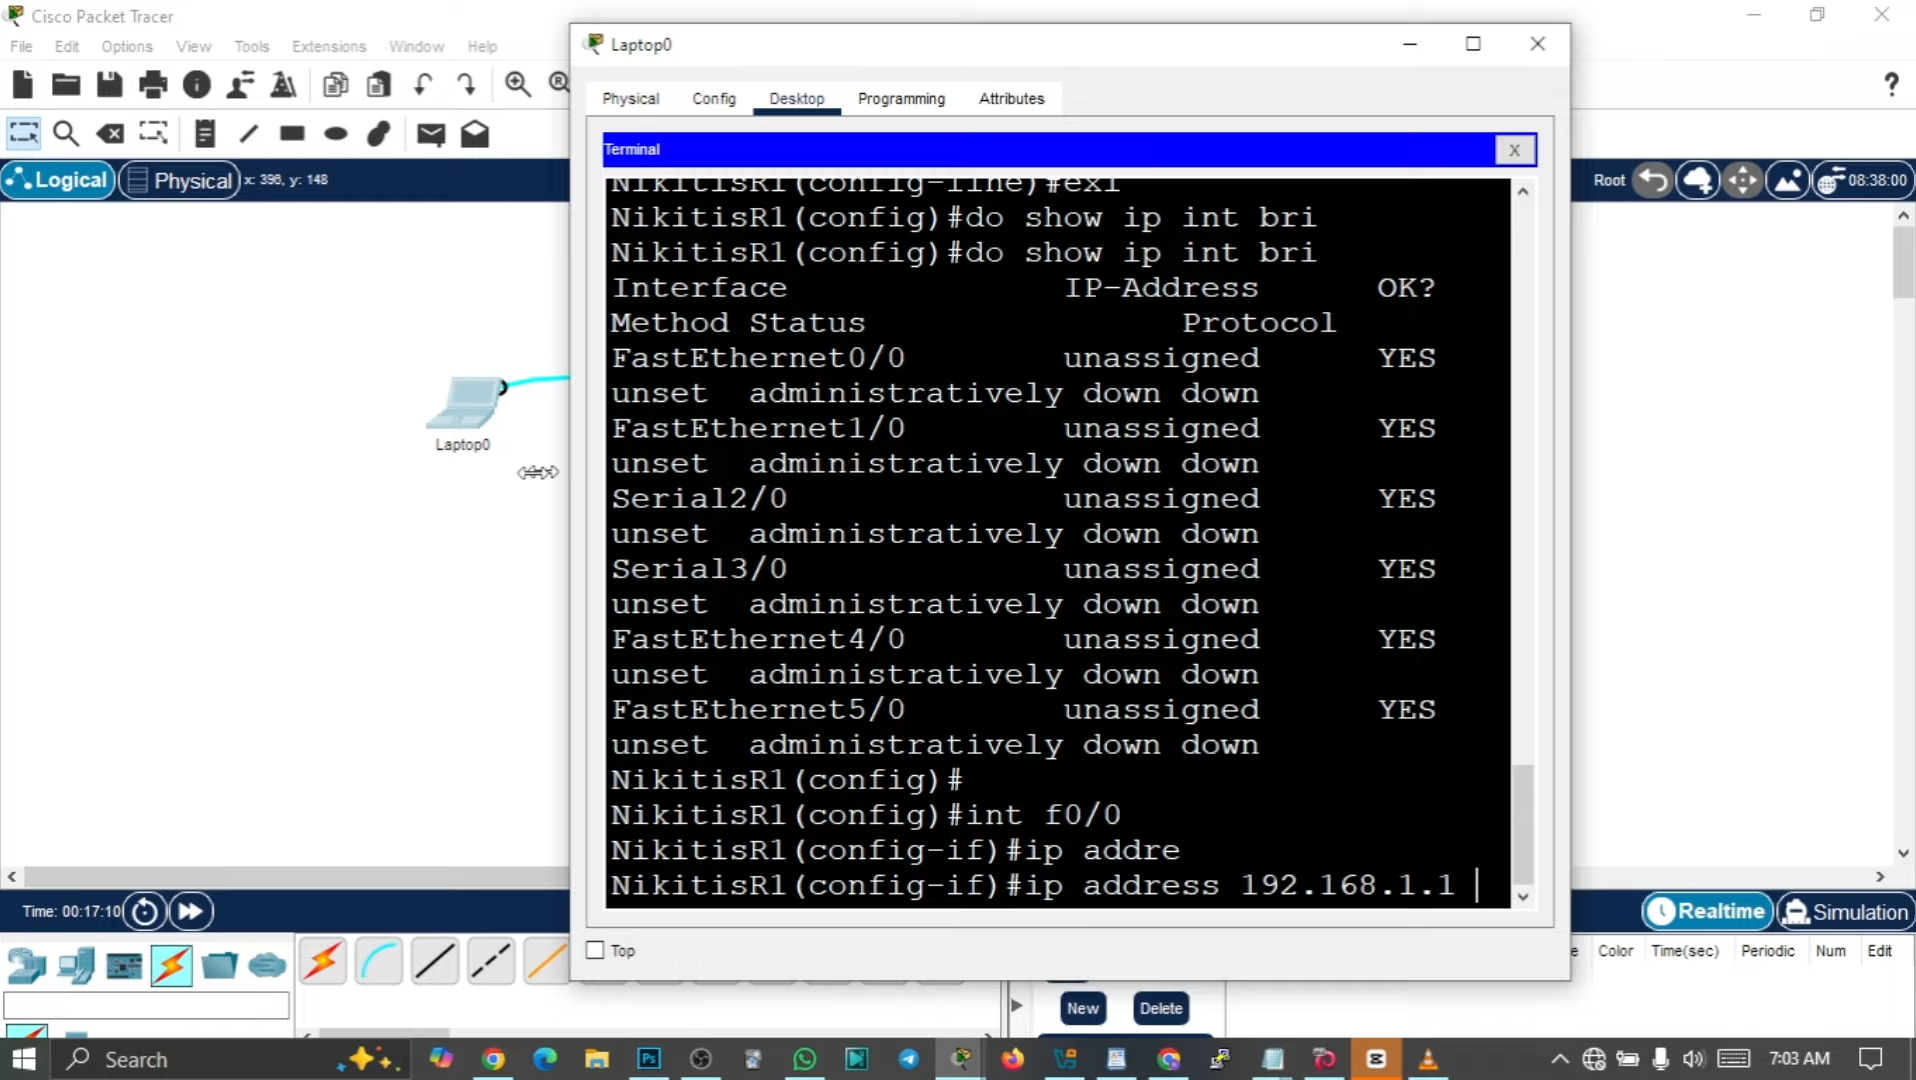 Cisco Packet Tracer
File Edit Options View Tools Extensions Window Help
Laptop0
Physical Config Desktop Programming Attributes
Terminal X
Logical Physical x: 396, y: 148
Root 08:38:00
NikitisR1(config-line)#exi
NikitisR1(config)#do show ip int bri
NikitisR1(config)#do show ip int bri
Interface IP-Address OK?
Method Status Protocol
FastEthernet0/0 unassigned YES
unset administratively down down
FastEthernet1/0 unassigned YES
unset administratively down down
Serial2/0 unassigned YES
unset administratively down down
Serial3/0 unassigned YES
unset administratively down down
FastEthernet4/0 unassigned YES
unset administratively down down
FastEthernet5/0 unassigned YES
unset administratively down down
NikitisR1(config)#
NikitisR1(config)#int f0/0
NikitisR1(config-if)#ip addre
NikitisR1(config-if)#ip address 192.168.1.1
Laptop0
Time: 00:17:10
Realtime Simulation
Top
e Color Time(sec) Periodic Num Edit
New Delete
Search
Ps
7:03 AM